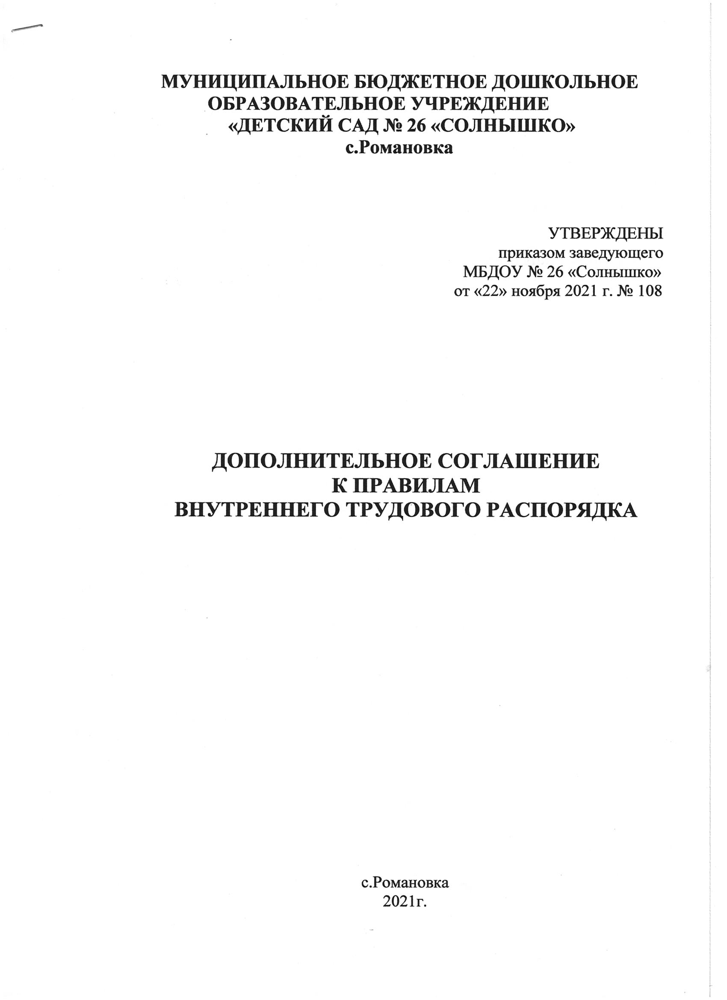 МУНИЦИПАЛЬНОЕ БЮДЖЕТНОЕ ДОШКОЛЬНОЕ
ОБРАЗОВАТЕЛЬНОЕ УЧРЕЖДЕНИЕ
«ДЕТСКИЙ САД № 26 «СОЛНЫШКО»
с.Романовка
УТВЕРЖДЕНЫ
приказом заведующего
МБДОУ № 26 «Солнышко»
от «22» ноября 2021 г. № 108
ДОПОЛНИТЕЛЬНОЕ СОГЛАШЕНИЕ
К ПРАВИЛАМ
ВНУТРЕННЕГО ТРУДОВОГО РАСПОРЯДКА
с.Романовка
2021г.